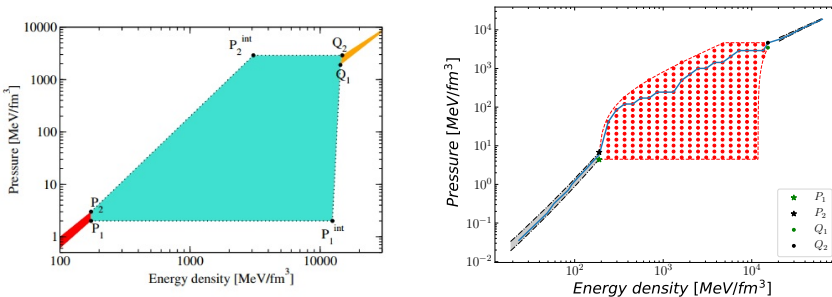 10000
1000
100
10
1
Pressure [MeV/fm³]
P₂ⁱⁿᵗ
Q₂
Q₁
P₂
P₁
P₁ⁱⁿᵗ
100
1000
10000
Energy density [MeV/fm³]
10⁴
10³
10²
10¹
10⁰
10⁻¹
10⁻²
Pressure [MeV/fm³]
P₁
P₂
Q₁
Q₂
10²
10³
10⁴
Energy density [MeV/fm³]